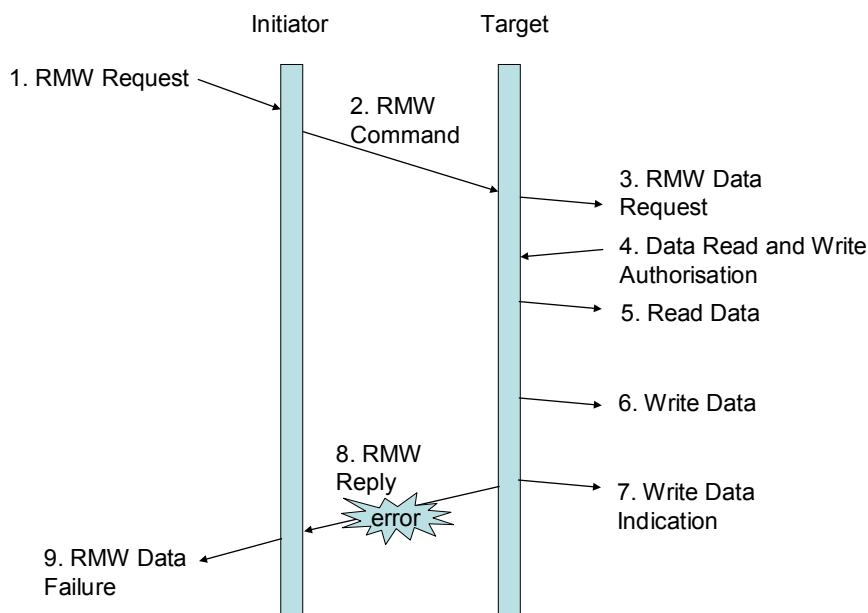 Initiator
Target
1. RMW Request
2. RMW
Command
3. RMW Data
Request
4. Data Read and Write
Authorisation
5. Read Data
6. Write Data
7. Write Data
Indication
8. RMW
Reply
error
9. RMW Data
Failure